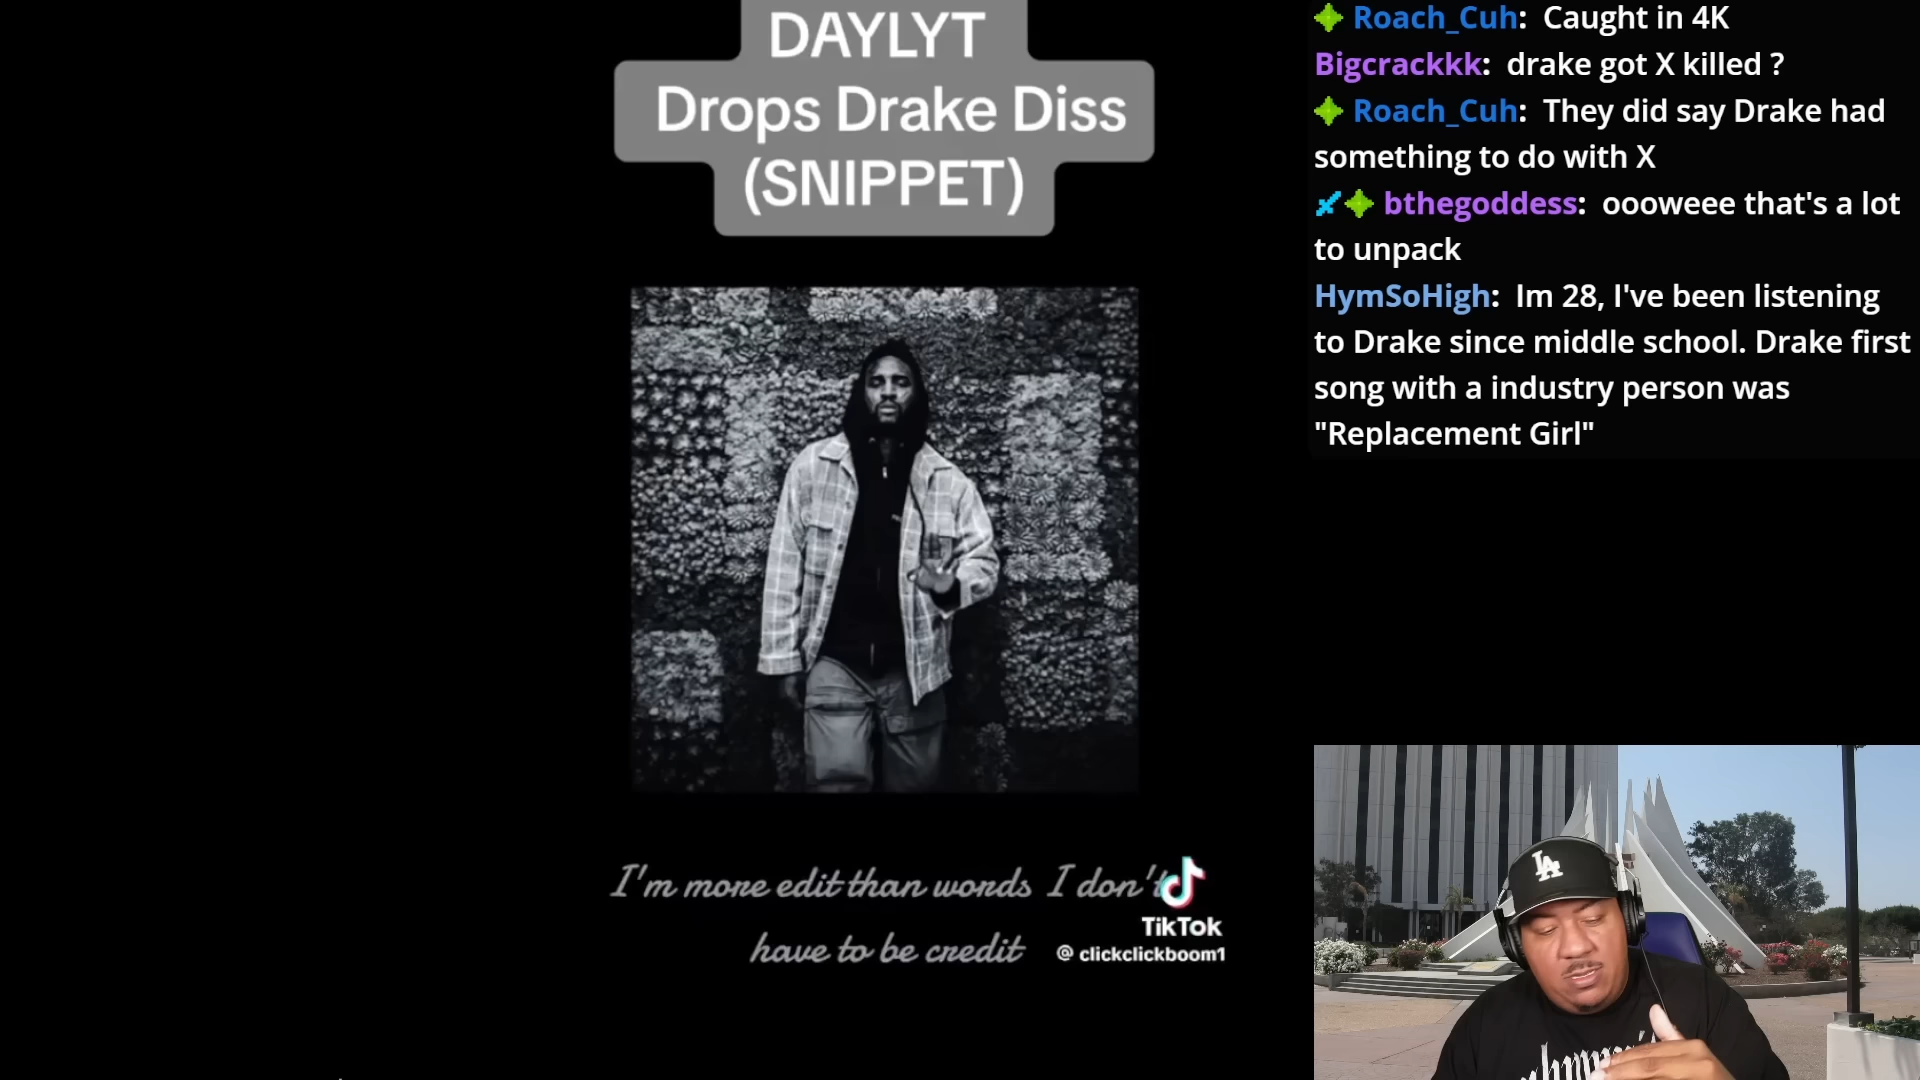 DAYLYT
Drops Drake Diss
(SNIPPET)
I'm more edit than words I don't
have to be credit
TikTok
@ clickclickboom1
Roach_Cuh: Caught in 4K
Bigcrackkk: drake got X killed ?
Roach_Cuh: They did say Drake had
something to do with X
bthegoddess: oooweee that's a lot
to unpack
HymSoHigh: Im 28, I've been listening
to Drake since middle school. Drake first
song with a industry person was
"Replacement Girl"
LA